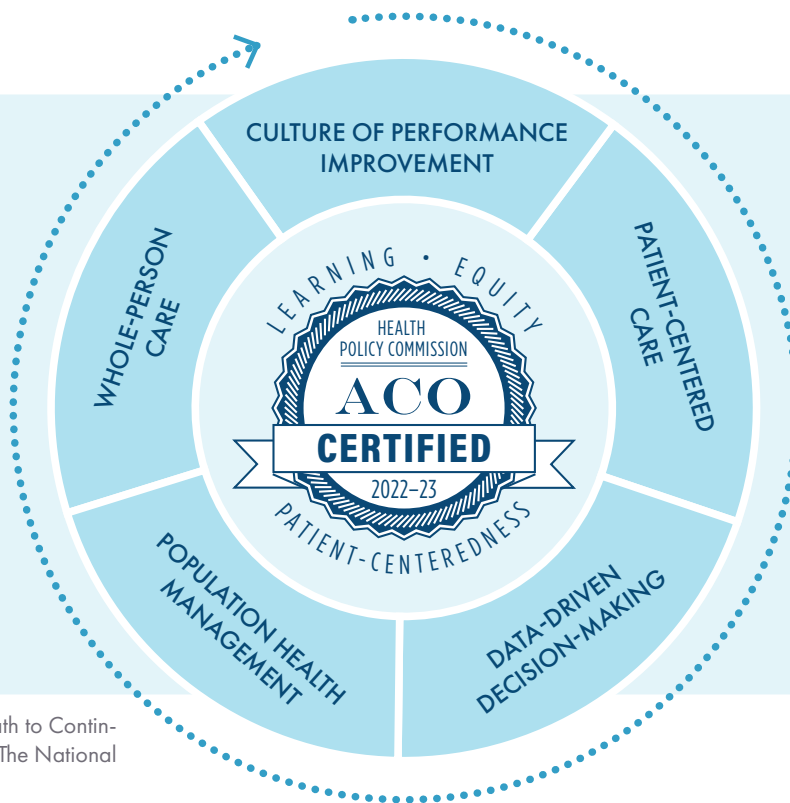 CULTURE OF PERFORMANCE
IMPROVEMENT
PATIENT-CENTERED
CARE
DATA-DRIVEN
DECISION-MAKING
POPULATION HEALTH
MANAGEMENT
WHOLE-PERSON
CARE
LEARNING • EQUITY
HEALTH
POLICY COMMISSION
ACO
CERTIFIED
2022–23
PATIENT-CENTEREDNESS
to Contin-
The National